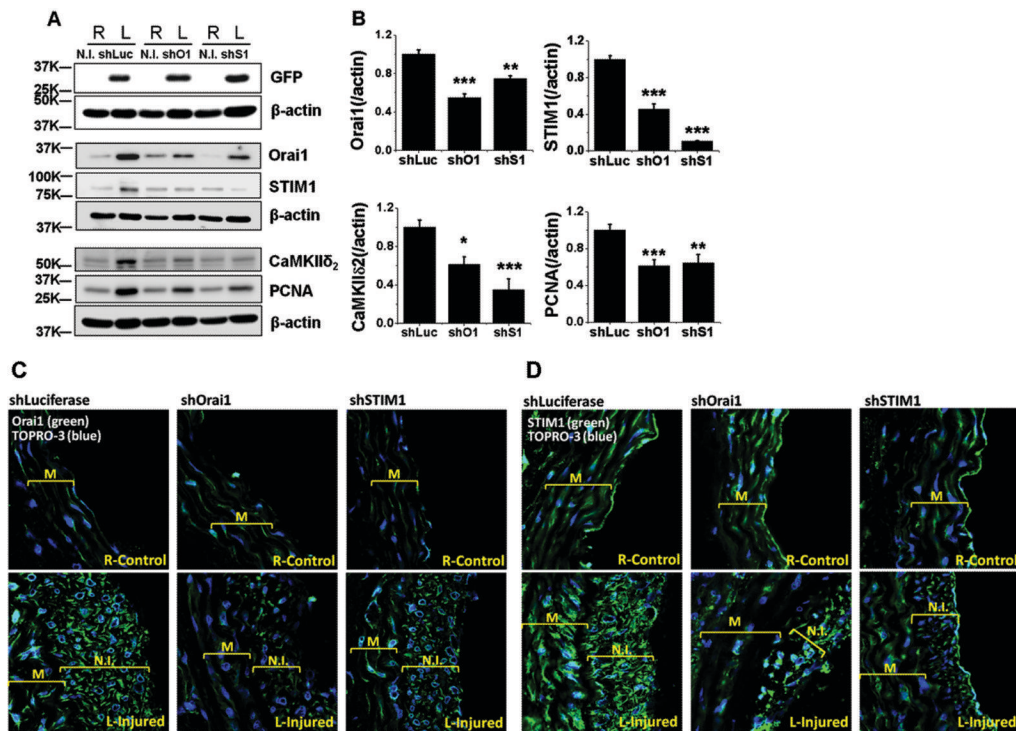 A
R L R L R L
N.I. shLuc N.I. shO1 N.I. shS1
37K
25K
GFP
50K
37K
β-actin
37K
Orai1
100K
75K
STIM1
37K
β-actin
50K
CaMKIIδ2
37K
25K
PCNA
37K
β-actin
B
Orai1(/actin)
1.2
0.8
0.4
0.0
*** **
shLuc shO1 shS1
STIM1(/actin)
1.2
0.8
0.4
0.0
*** ***
shLuc shO1 shS1
CaMKIIδ2(/actin)
1.2
0.8
0.4
0.0
* ***
shLuc shO1 shS1
PCNA(/actin)
1.2
0.8
0.4
0.0
*** **
shLuc shO1 shS1
C
shLuciferase shOrai1 shSTIM1
Orai1 (green)
TOPRO-3 (blue)
M M M
R-Control R-Control R-Control
M N.I. M N.I. M N.I.
L-Injured L-Injured L-Injured
D
shLuciferase shOrai1 shSTIM1
STIM1 (green)
TOPRO-3 (blue)
M M M
R-Control R-Control R-Control
M N.I. M N.I. M N.I.
L-Injured L-Injured L-Injured